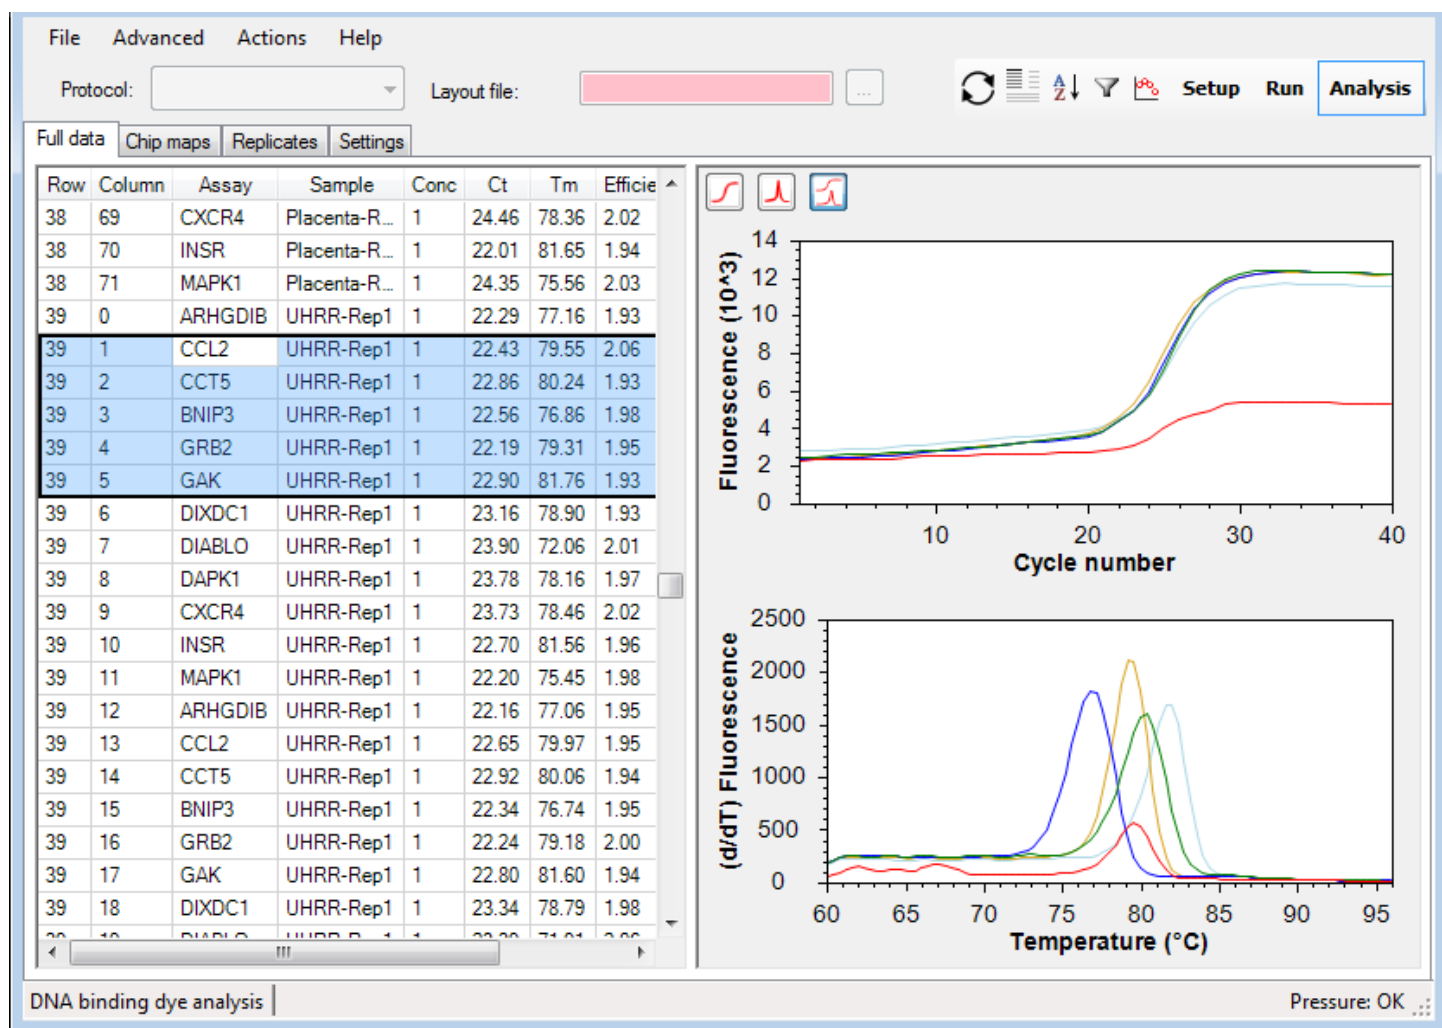 File Advanced Actions Help
Protocol: Layout file: ... Setup Run Analysis
Full data Chip maps Replicates Settings
Row Column Assay Sample Conc Ct Tm Efficie
38 69 CXCR4 Placenta-R... 1 24.46 78.36 2.02
38 70 INSR Placenta-R... 1 22.01 81.65 1.94
38 71 MAPK1 Placenta-R... 1 24.35 75.56 2.03
39 0 ARHGDIB UHRR-Rep1 1 22.29 77.16 1.93
39 1 CCL2 UHRR-Rep1 1 22.43 79.55 2.06
39 2 CCT5 UHRR-Rep1 1 22.86 80.24 1.93
39 3 BNIP3 UHRR-Rep1 1 22.56 76.86 1.98
39 4 GRB2 UHRR-Rep1 1 22.19 79.31 1.95
39 5 GAK UHRR-Rep1 1 22.90 81.76 1.93
39 6 DIXDC1 UHRR-Rep1 1 23.16 78.90 1.93
39 7 DIABLO UHRR-Rep1 1 23.90 72.06 2.01
39 8 DAPK1 UHRR-Rep1 1 23.78 78.16 1.97
39 9 CXCR4 UHRR-Rep1 1 23.73 78.46 2.02
39 10 INSR UHRR-Rep1 1 22.70 81.56 1.96
39 11 MAPK1 UHRR-Rep1 1 22.20 75.45 1.98
39 12 ARHGDIB UHRR-Rep1 1 22.16 77.06 1.95
39 13 CCL2 UHRR-Rep1 1 22.65 79.97 1.95
39 14 CCT5 UHRR-Rep1 1 22.92 80.06 1.94
39 15 BNIP3 UHRR-Rep1 1 22.34 76.74 1.95
39 16 GRB2 UHRR-Rep1 1 22.24 79.18 2.00
39 17 GAK UHRR-Rep1 1 22.80 81.60 1.94
39 18 DIXDC1 UHRR-Rep1 1 23.34 78.79 1.98
Fluorescence (10^3)
14
12
10
8
6
4
2
0
10 20 30 40
Cycle number
(d/dT) Fluorescence
2500
2000
1500
1000
500
0
60 65 70 75 80 85 90 95
Temperature (°C)
DNA binding dye analysis Pressure: OK